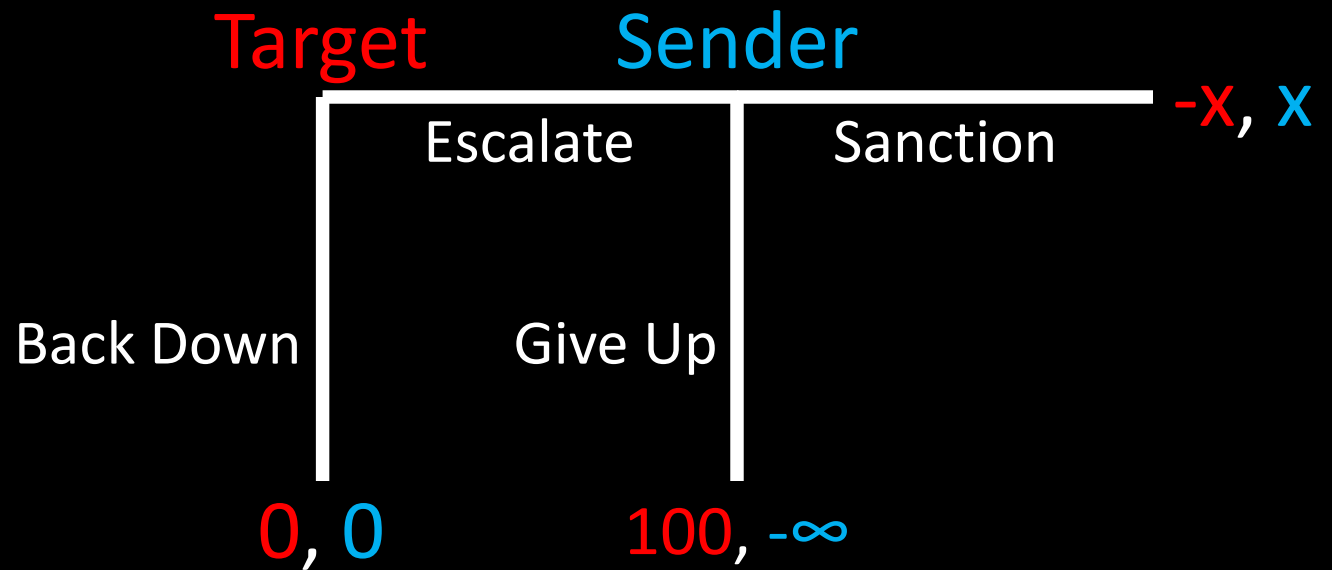 Target Sender
-x, x
Escalate Sanction
Back Down Give Up
0, 0 100, -∞